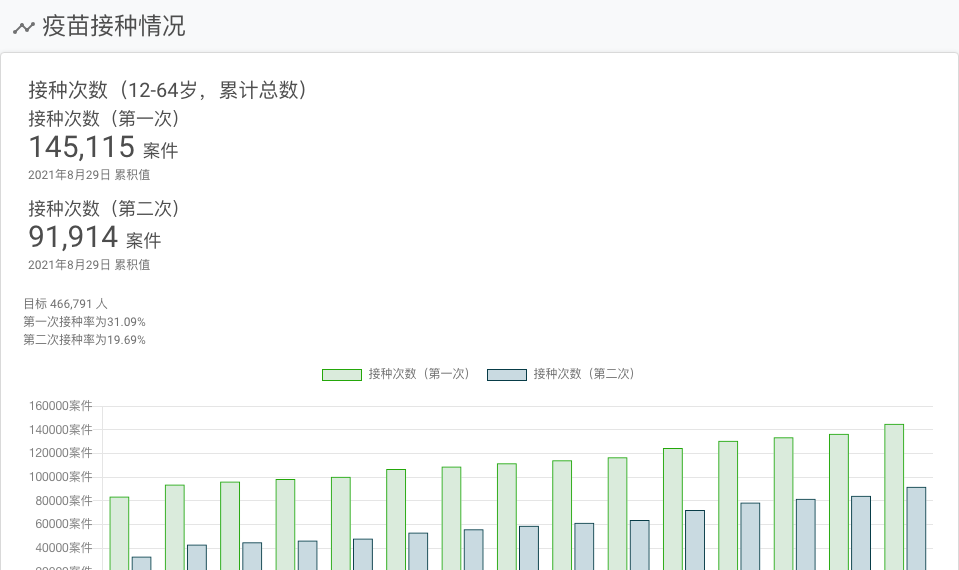 疫苗接种情况
接种次数（12-64岁，累计总数）
接种次数（第一次）
145,115 案件
2021年8月29日 累积值
接种次数（第二次）
91,914 案件
2021年8月29日 累积值
目标 466,791 人
第一次接种率为31.09%
第二次接种率为19.69%
接种次数（第一次） 接种次数（第二次）
160000案件
140000案件
120000案件
100000案件
80000案件
60000案件
40000案件
20000案件